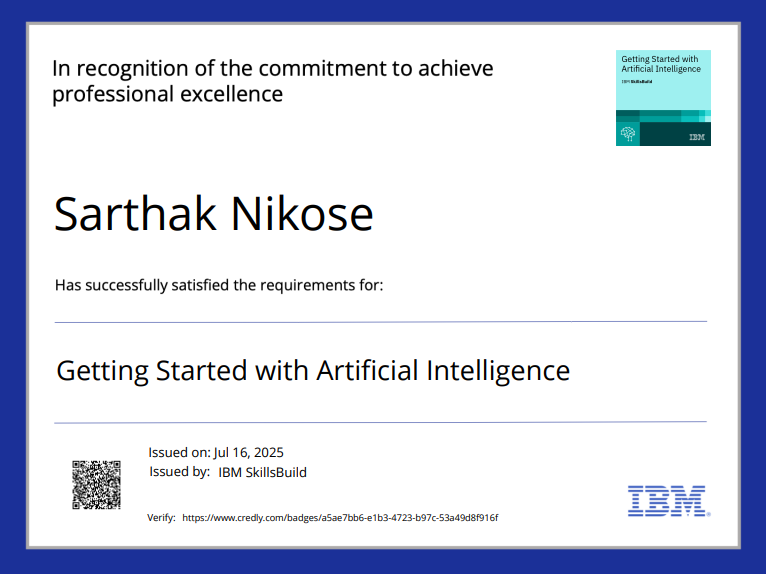 In recognition of the commitment to achieve
professional excellence
Getting Started with
Artificial Intelligence
IBM SkillsBuild
IBM
Sarthak Nikose
Has successfully satisfied the requirements for:
Getting Started with Artificial Intelligence
Issued on: Jul 16, 2025
Issued by: IBM SkillsBuild
Verify: https://www.credly.com/badges/a5ae7bb6-e1b3-4723-b97c-53a49d8f916f
IBM®